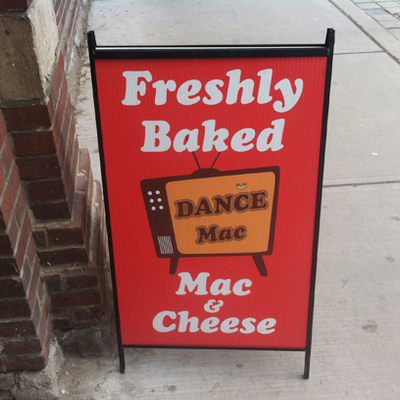 Freshly
Baked
DANCE
Mac
Mac
&
Cheese